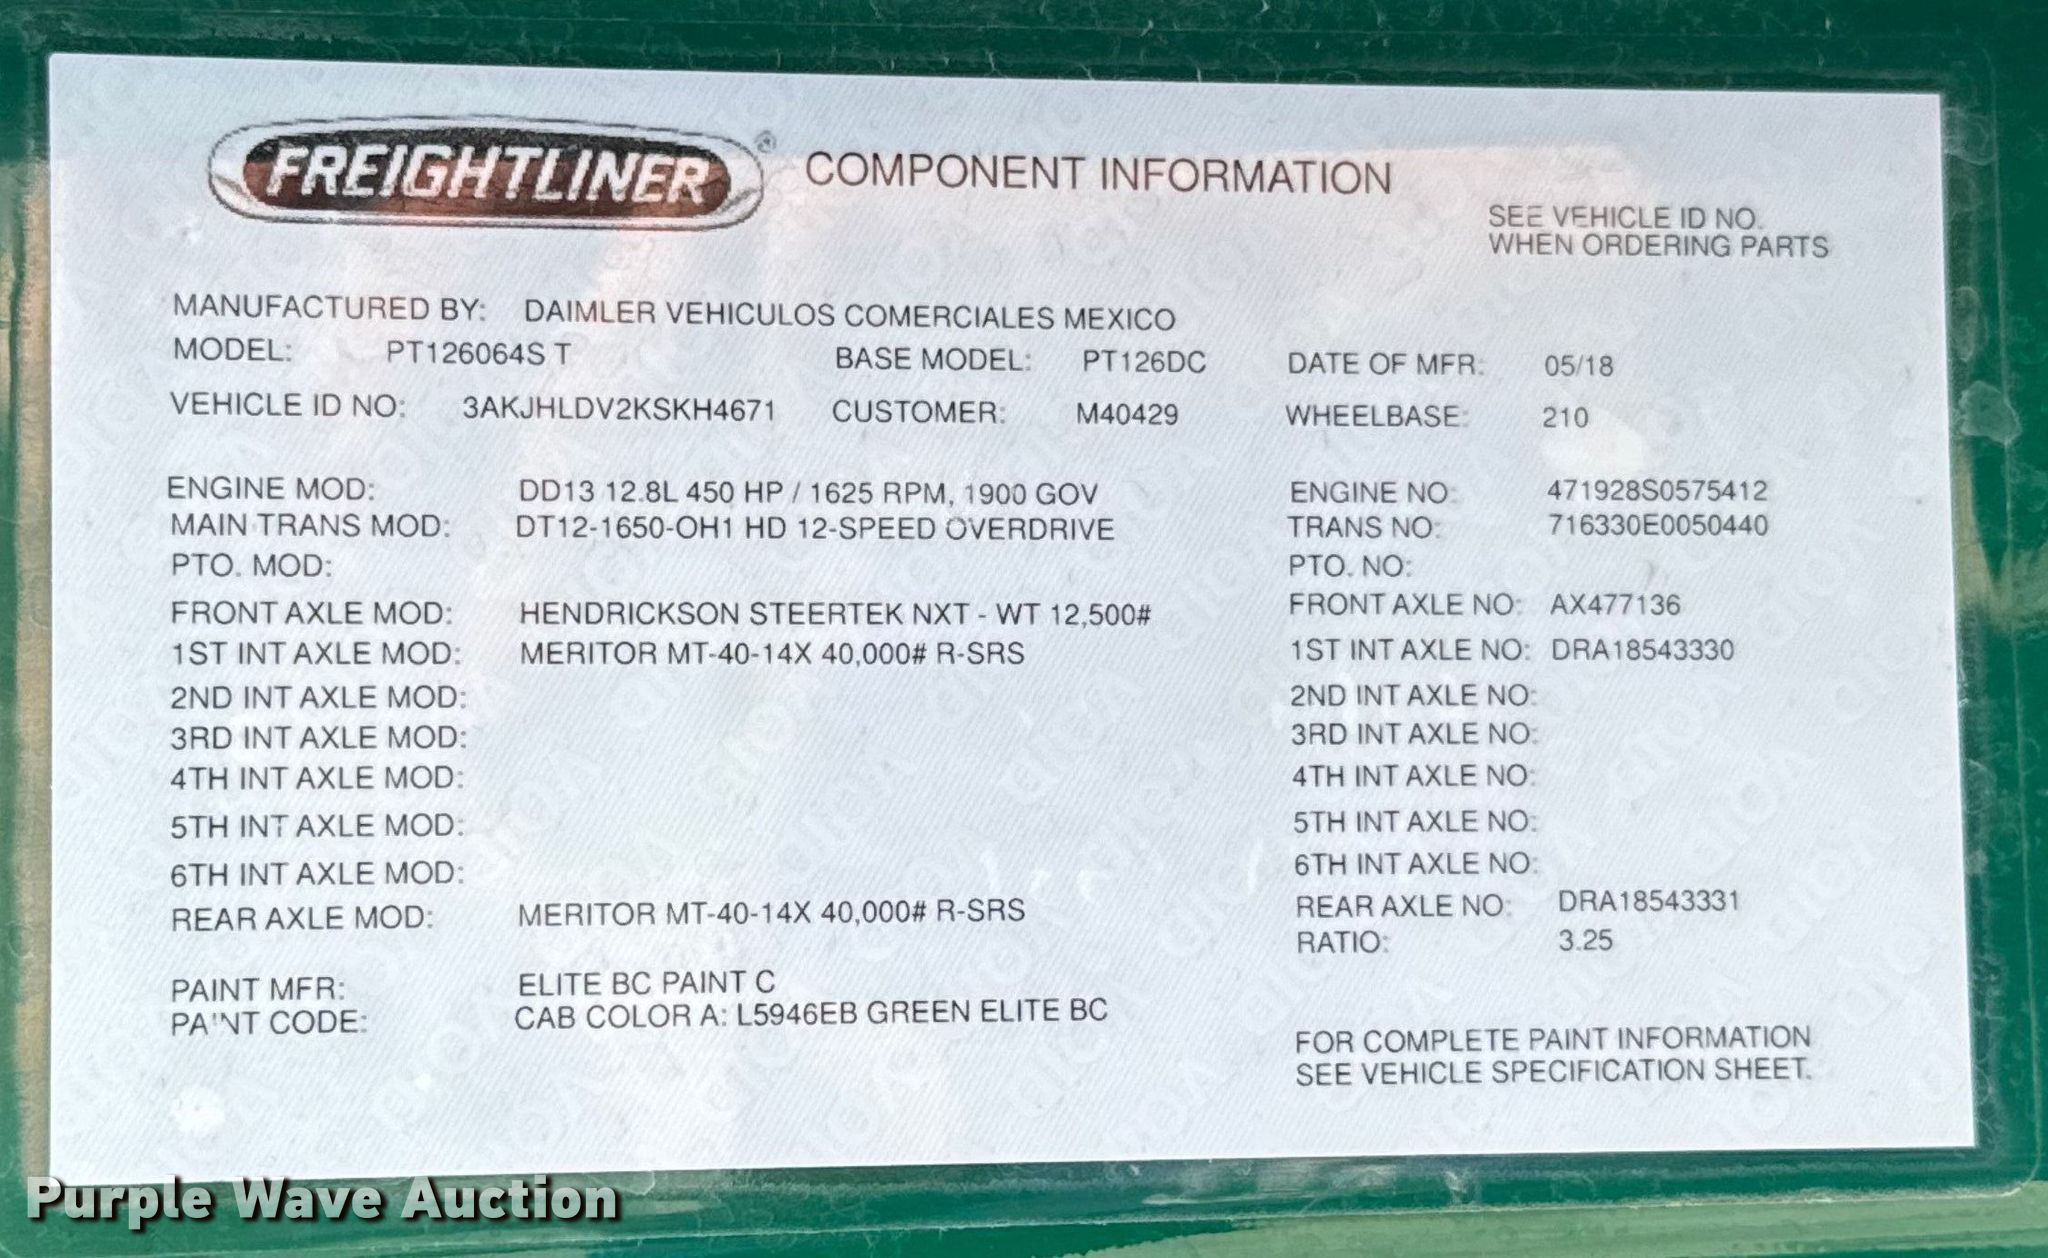 FREIGHTLINER® COMPONENT INFORMATION
SEE VEHICLE ID NO.
WHEN ORDERING PARTS
MANUFACTURED BY: DAIMLER VEHICULOS COMERCIALES MEXICO
MODEL: PT126064S T BASE MODEL: PT126DC DATE OF MFR: 05/18
VEHICLE ID NO: 3AKJHLDV2KSKH4671 CUSTOMER: M40429 WHEELBASE: 210
ENGINE MOD: DD13 12.8L 450 HP / 1625 RPM, 1900 GOV ENGINE NO: 471928S0575412
MAIN TRANS MOD: DT12-1650-OH1 HD 12-SPEED OVERDRIVE TRANS NO: 716330E0050440
PTO. MOD: PTO. NO:
FRONT AXLE MOD: HENDRICKSON STEERTEK NXT - WT 12,500# FRONT AXLE NO: AX477136
1ST INT AXLE MOD: MERITOR MT-40-14X 40,000# R-SRS 1ST INT AXLE NO: DRA18543330
2ND INT AXLE MOD: 2ND INT AXLE NO:
3RD INT AXLE MOD: 3RD INT AXLE NO:
4TH INT AXLE MOD: 4TH INT AXLE NO:
5TH INT AXLE MOD: 5TH INT AXLE NO:
6TH INT AXLE MOD: 6TH INT AXLE NO:
REAR AXLE MOD: MERITOR MT-40-14X 40,000# R-SRS REAR AXLE NO: DRA18543331
RATIO: 3.25
PAINT MFR: ELITE BC PAINT C
PAINT CODE: CAB COLOR A: L5946EB GREEN ELITE BC
FOR COMPLETE PAINT INFORMATION
SEE VEHICLE SPECIFICATION SHEET.
Purple Wave Auction